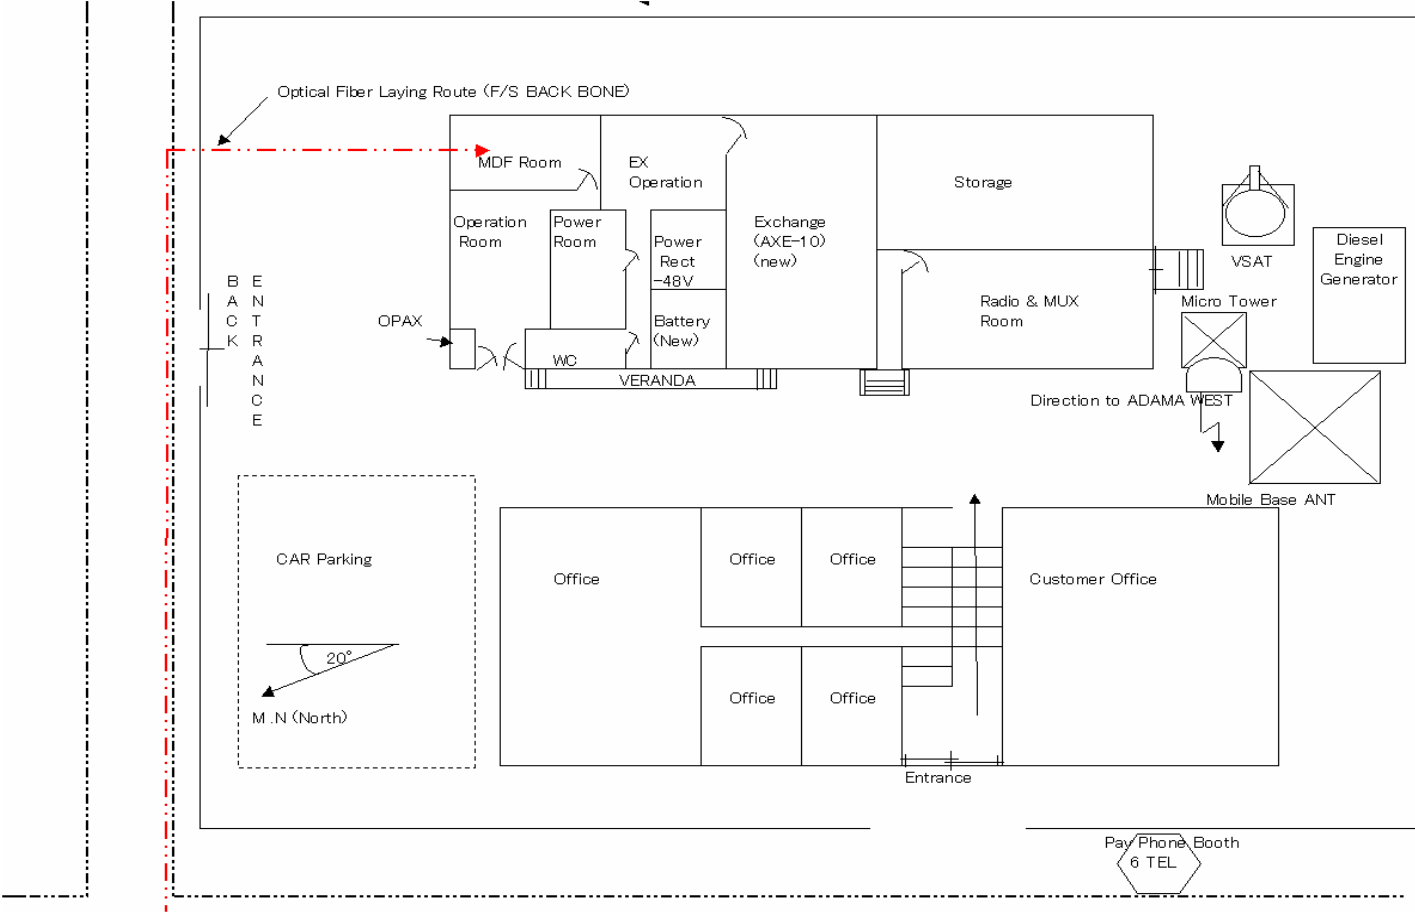 Optical Fiber Laying Route (F/S BACK BONE)
MDF Room
EX
Operation
Storage
Operation
Room
Power
Room
Power
Rect
-48V
Exchange
(AXE-10)
(new)
Battery
(New)
Radio & MUX
Room
OPAX
WC
VERANDA
BACK
ENTRANCE
VSAT
Diesel
Engine
Generator
Micro Tower
Direction to ADAMA WEST
Mobile Base ANT
CAR Parking
20°
M .N (North)
Office
Office
Office
Office
Office
Customer Office
Entrance
Pay Phone Booth
6 TEL